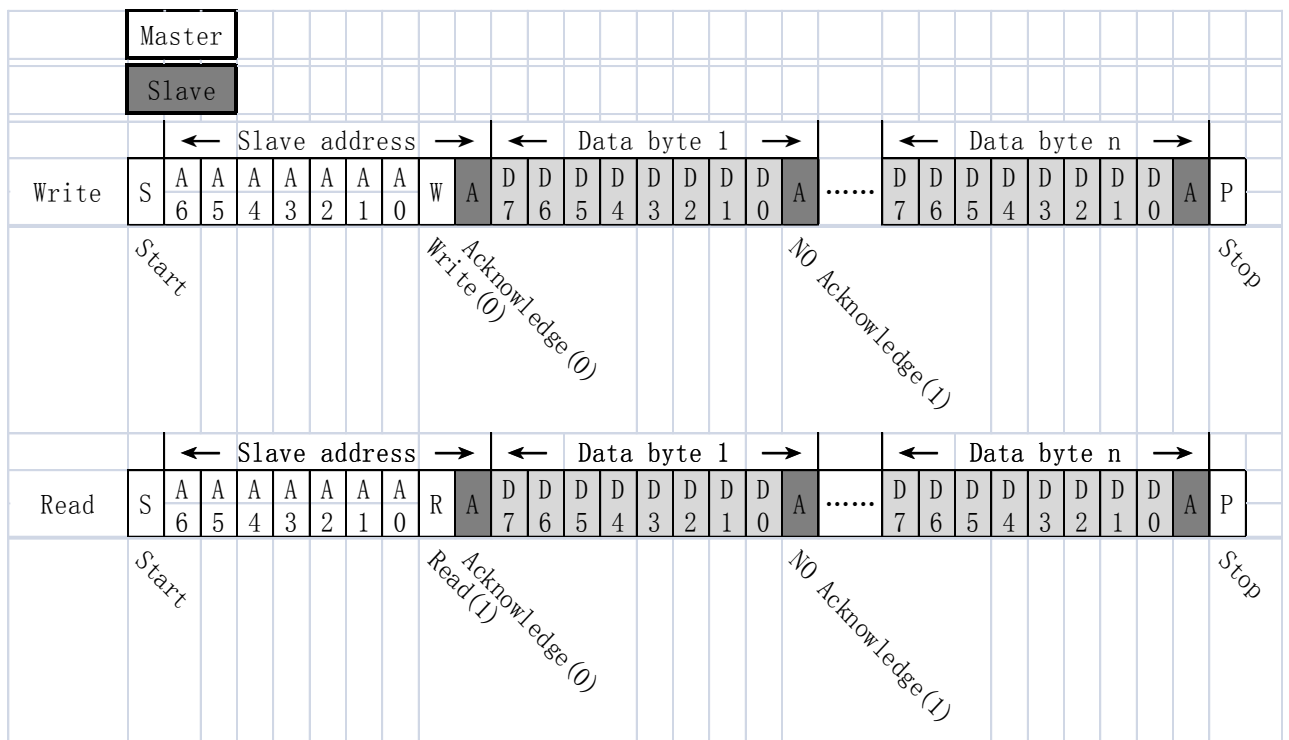 Master
Slave
Slave address Data byte 1 Data byte n
Write S A6 A5 A4 A3 A2 A1 A0 W A D7 D6 D5 D4 D3 D2 D1 D0 A …… D7 D6 D5 D4 D3 D2 D1 D0 A P
Start Write(0) Acknowledge(0) NO Acknowledge(1) Stop
Slave address Data byte 1 Data byte n
Read S A6 A5 A4 A3 A2 A1 A0 R A D7 D6 D5 D4 D3 D2 D1 D0 A …… D7 D6 D5 D4 D3 D2 D1 D0 A P
Start Read(1) Acknowledge(0) NO Acknowledge(1) Stop